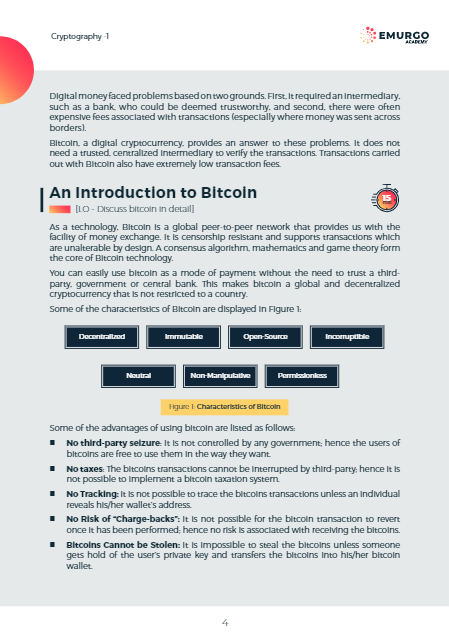 Cryptography -1
EMURGO
ACADEMY
Digital money faced problems based on two grounds. First, it required an intermediary,
such as a bank, who could be deemed trustworthy, and second, there were often
expensive fees associated with transactions (especially where money was sent across
borders).
Bitcoin, a digital cryptocurrency, provides an answer to these problems. It does not
need a trusted, centralized intermediary to verify the transactions. Transactions carried
out with Bitcoin also have extremely low transaction fees.
An Introduction to Bitcoin
15
[LO - Discuss bitcoin in detail]
As a technology, Bitcoin is a global peer-to-peer network that provides us with the
facility of money exchange. It is censorship resistant and supports transactions which
are unalterable by design. A consensus algorithm, mathematics and game theory form
the core of Bitcoin technology.
You can easily use bitcoin as a mode of payment without the need to trust a third-
party, government or central bank. This makes bitcoin a global and decentralized
cryptocurrency that is not restricted to a country.
Some of the characteristics of Bitcoin are displayed in Figure 1:
Decentralized Immutable Open-Source Incorruptible
Neutral Non-Manipulative Permissionless
Figure 1: Characteristics of Bitcoin
Some of the advantages of using bitcoin are listed as follows:
■ No third-party seizure: It is not controlled by any government; hence the users of
bitcoins are free to use them in the way they want.
■ No taxes: The bitcoins transactions cannot be interrupted by third-party; hence it is
not possible to implement a bitcoin taxation system.
■ No Tracking: It is not possible to trace the bitcoins transactions unless an individual
reveals his/her wallet's address.
■ No Risk of "Charge-backs": It is not possible for the bitcoin transaction to revert
once it has been performed; hence no risk is associated with receiving the bitcoins.
■ Bitcoins Cannot be Stolen: It is impossible to steal the bitcoins unless someone
gets hold of the user's private key and transfers the bitcoins into his/her bitcoin
wallet.
4